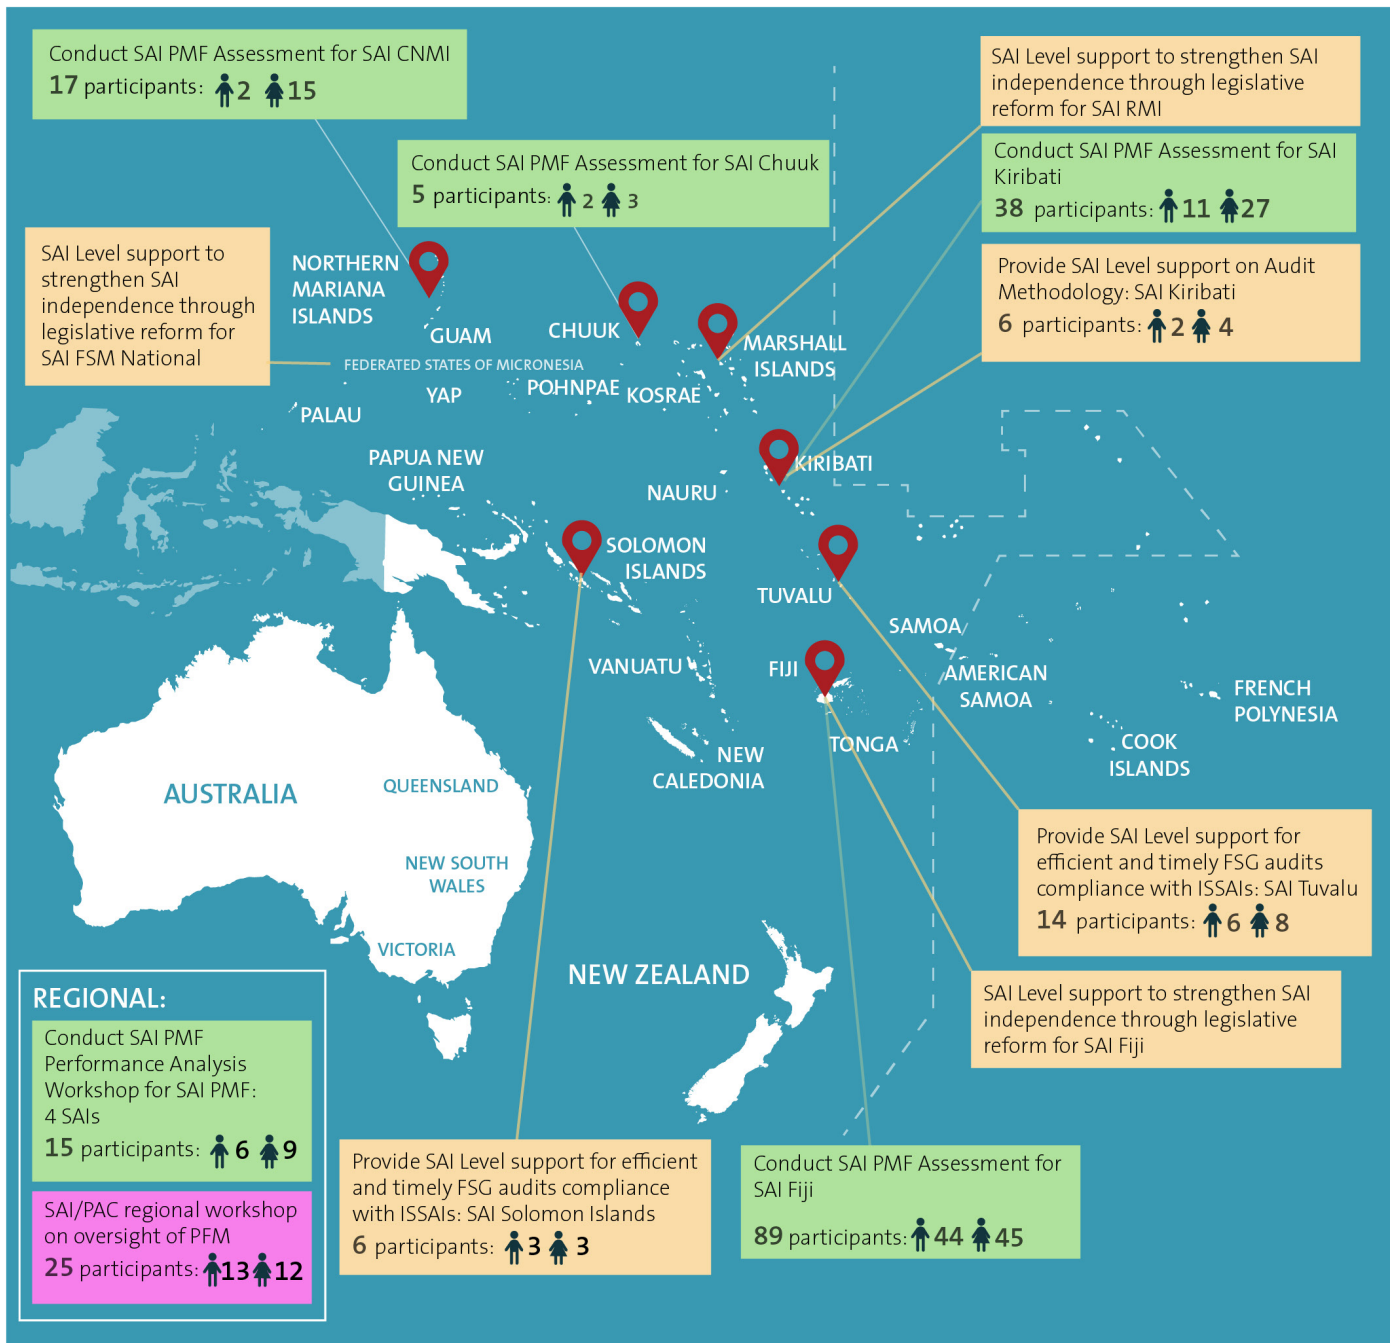 Conduct SAI PMF Assessment for SAI CNMI
17 participants: 2 15
Conduct SAI PMF Assessment for SAI Chuuk
5 participants: 2 3
SAI Level support to strengthen SAI
independence through legislative
reform for SAI RMI
Conduct SAI PMF Assessment for SAI
Kiribati
38 participants: 11 27
Provide SAI Level support on Audit
Methodology: SAI Kiribati
6 participants: 2 4
SAI Level support to
strengthen SAI
independence through
legislative reform for
SAI FSM National
NORTHERN
MARIANA
ISLANDS
GUAM
CHUUK
MARSHALL
ISLANDS
FEDERATED STATES OF MICRONESIA
YAP
POHNPAE
KOSRAE
PALAU
PAPUA NEW
GUINEA
KIRIBATI
NAURU
SOLOMON
ISLANDS
TUVALU
SAMOA
VANUATU
FIJI
AMERICAN
SAMOA
FRENCH
POLYNESIA
TONGA
COOK
ISLANDS
NEW
CALEDONIA
AUSTRALIA
QUEENSLAND
NEW SOUTH
WALES
VICTORIA
NEW ZEALAND
Provide SAI Level support for
efficient and timely FSG audits
compliance with ISSAIs: SAI Tuvalu
14 participants: 6 8
SAI Level support to strengthen SAI
independence through legislative
reform for SAI Fiji
REGIONAL:
Conduct SAI PMF
Performance Analysis
Workshop for SAI PMF:
4 SAIs
15 participants: 6 9
SAI/PAC regional workshop
on oversight of PFM
25 participants: 13 12
Provide SAI Level support for efficient
and timely FSG audits compliance
with ISSAIs: SAI Solomon Islands
6 participants: 3 3
Conduct SAI PMF Assessment for
SAI Fiji
89 participants: 44 45